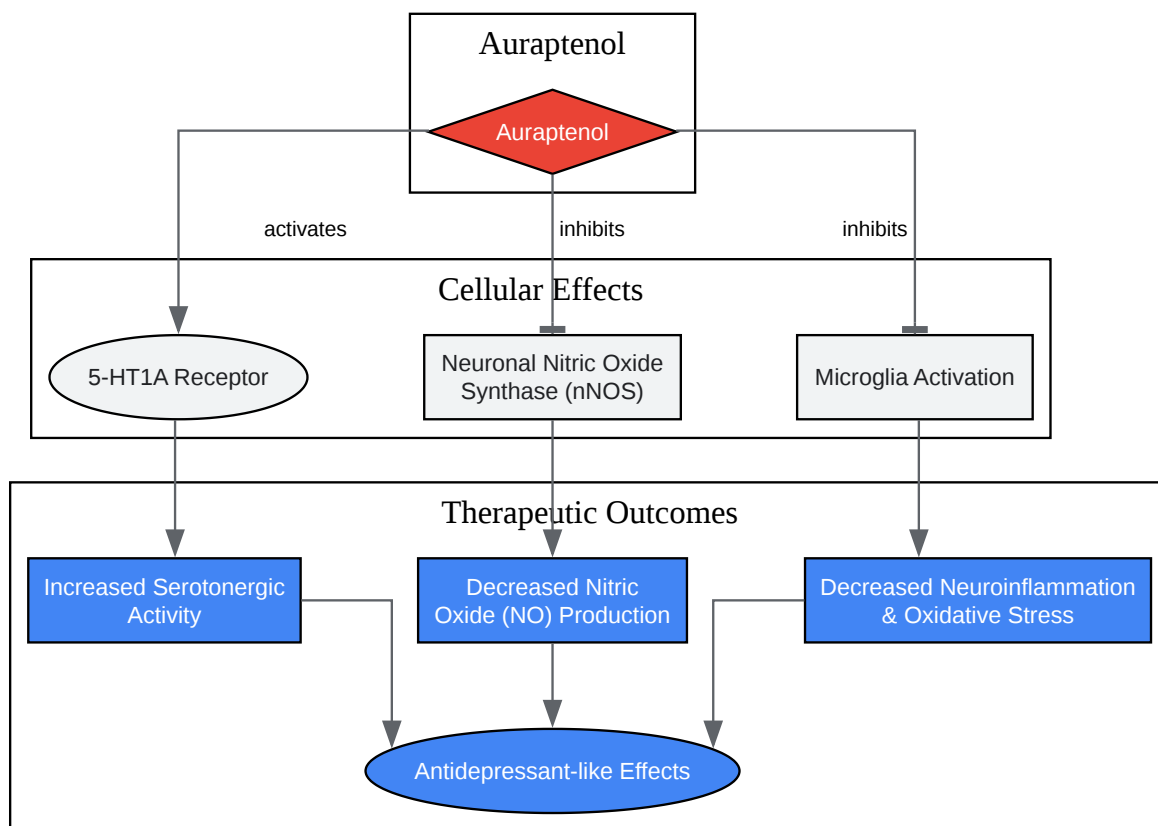 Auraptenol
Auraptenol
activates
inhibits
inhibits
Cellular Effects
5-HT1A Receptor
Neuronal Nitric Oxide
Synthase (nNOS)
Microglia Activation
Therapeutic Outcomes
Increased Serotonergic
Activity
Decreased Nitric
Oxide (NO) Production
Decreased Neuroinflammation
& Oxidative Stress
Antidepressant-like Effects